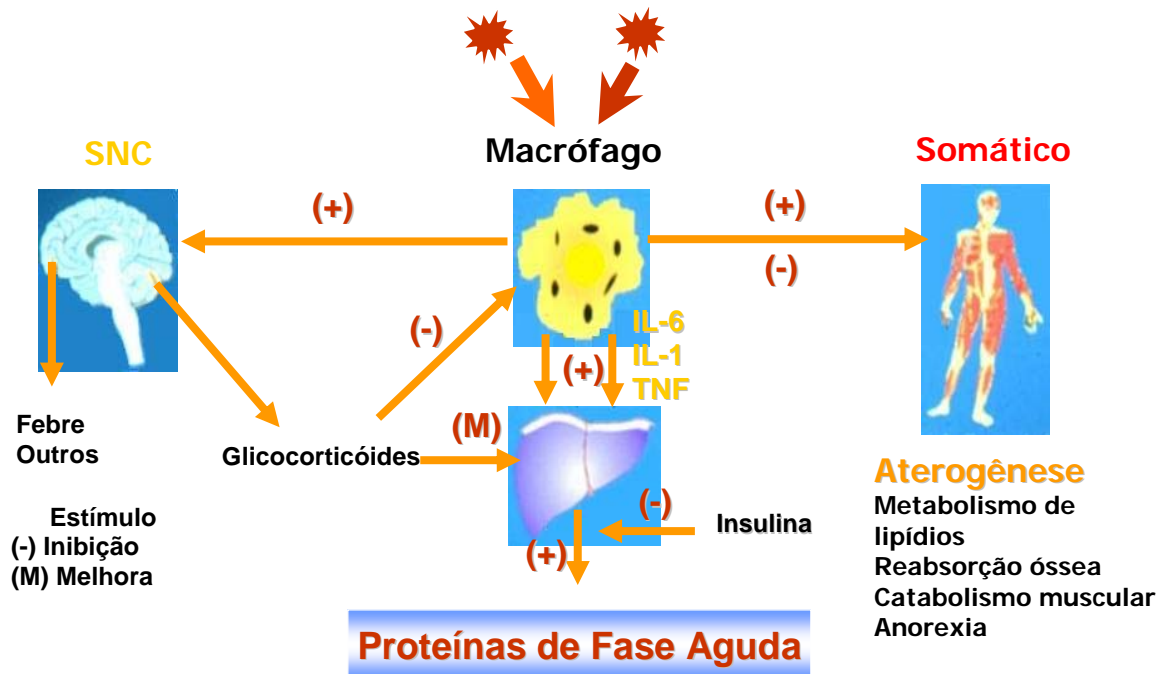 Macrófago
SNC
Somático
(+)
(+)
(-)
(-)
IL-6
IL-1
TNF
(+)
Febre
Outros
Glicocorticóides
(M)
Estímulo
(-) Inibição
(M) Melhora
(-)
Insulina
(+)
Aterogênese
Metabolismo de
lipídios
Reabsorção óssea
Catabolismo muscular
Anorexia
Proteínas de Fase Aguda